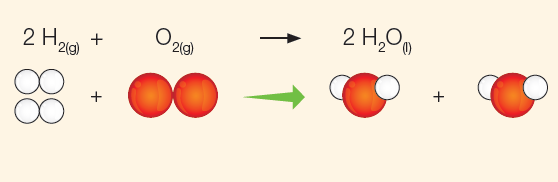 2 H2(g) + O2(g) → 2 H2O(l)
+ +